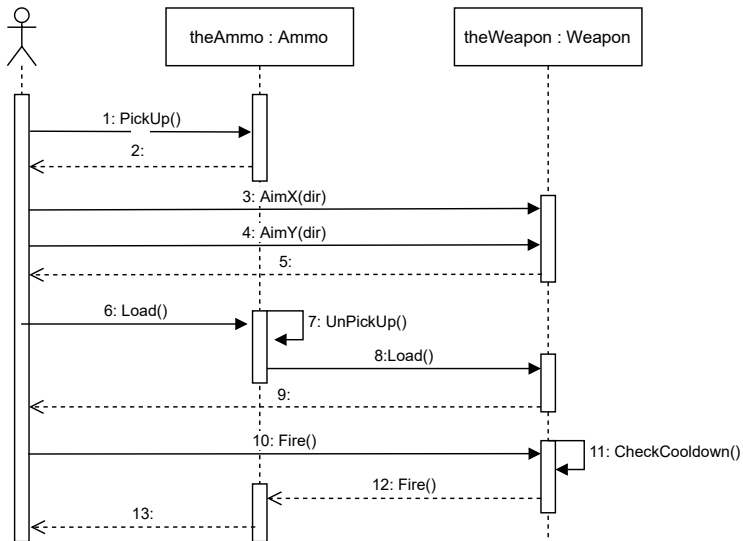 theAmmo : Ammo
theWeapon : Weapon
1: PickUp()
2:
3: AimX(dir)
4: AimY(dir)
5:
6: Load()
7: UnPickUp()
8:Load()
9:
10: Fire()
11: CheckCooldown()
12: Fire()
13: